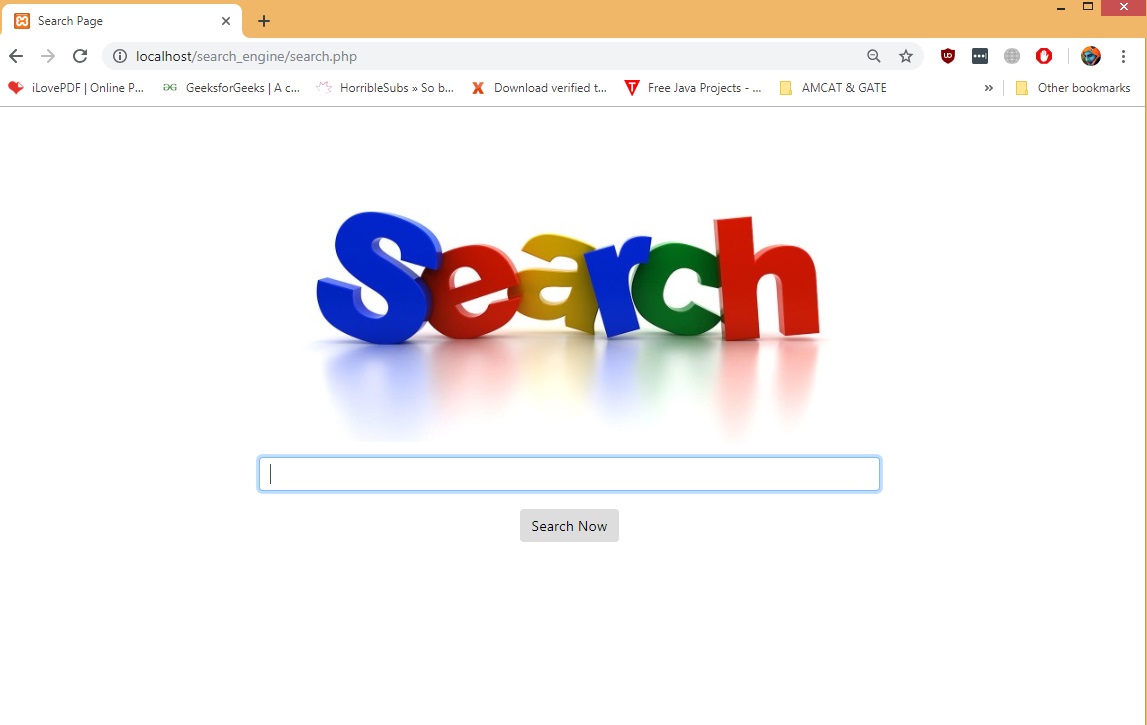 Search Page
localhost/search_engine/search.php
iLovePDF | Online P...
GeeksforGeeks | A c...
HorribleSubs » So b...
Download verified t...
Free Java Projects - ...
AMCAT & GATE
»
Other bookmarks
Search
Search Now